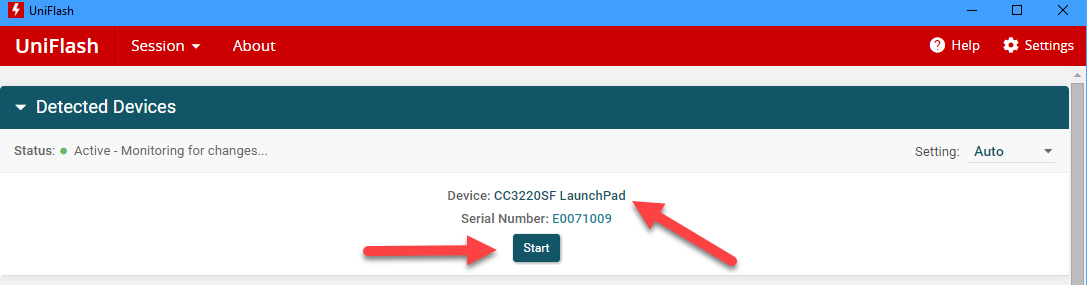 UniFlash
UniFlash Session About Help Settings
Detected Devices
Status: Active - Monitoring for changes... Setting: Auto
Device: CC3220SF LaunchPad
Serial Number: E0071009
Start